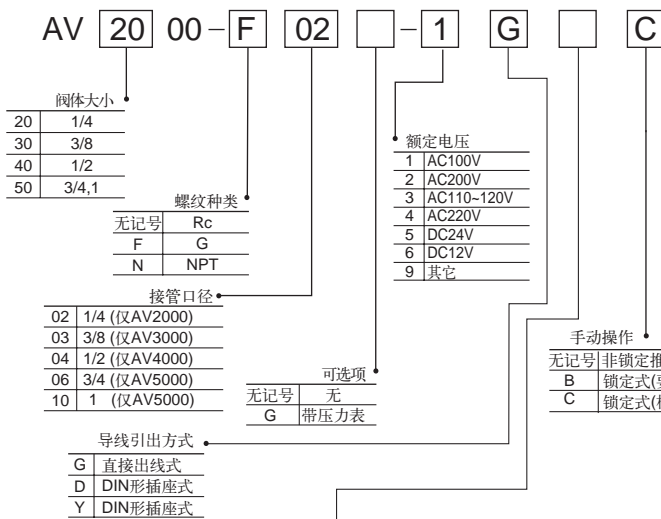 AV 20 00-F 02 -1 G C
阀体大小
20 1/4
30 3/8
40 1/2
50 3/4,1
螺纹种类
无记号 Rc
F G
N NPT
接管口径
02 1/4 (仅AV2000)
03 3/8 (仅AV3000)
04 1/2 (仅AV4000)
06 3/4 (仅AV5000)
10 1 (仅AV5000)
可选项
无记号 无
G 带压力表
导线引出方式
G 直接出线式
D DIN形插座式
Y DIN形插座式
额定电压
1 AC100V
2 AC200V
3 AC110~120V
4 AC220V
5 DC24V
6 DC12V
9 其它
手动操作
无记号 非锁定推
B 锁定式(
C 锁定式(